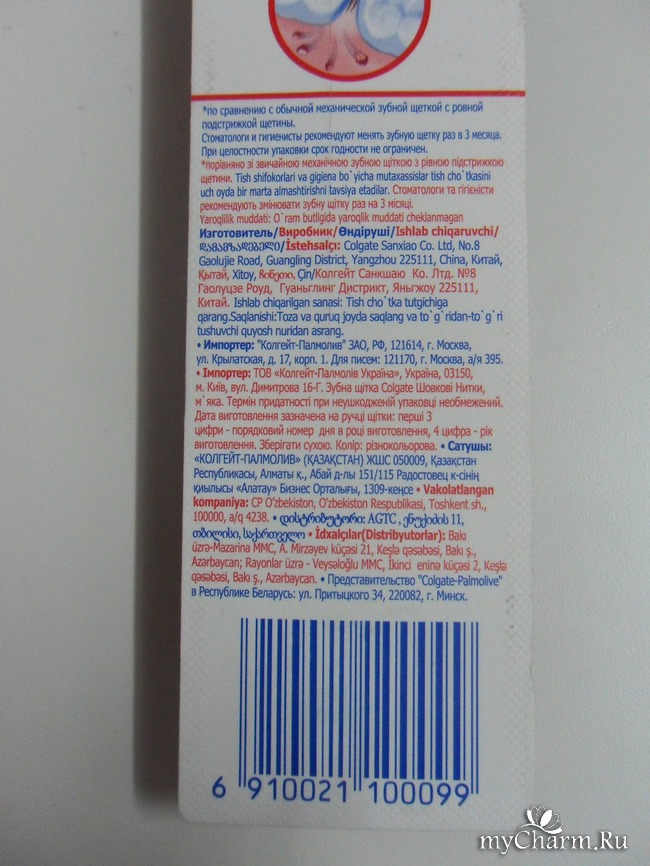 *по сравнению с обычной механической зубной щеткой с ровной
подстрижкой щетины.
Стоматологи и гигиенисты рекомендуют менять зубную щетку раз в 3 месяца.
При целостности упаковки срок годности не ограничен.
*порівняно зі звичайною механічною зубною щіткою з рівною підстрижкою
щетини. Tish shifokorlari va gigiena bo`yicha mutaxassislar tish cho`tkasini
uch oyda bir marta almashtirishni tavsiya etadilar. Стоматологи та гігієністи
рекомендують змінювати зубну щітку раз на 3 місяці.
Yaroqlilik muddati: O`ram butligida yaroqlik muddati cheklanmagan
Изготовитель/Виробник/Өндіруші/Ishlab chiqaruvchi/
დამამზადებელი/İstehsalçı: Colgate Sanxiao Co. Ltd, No.8
Gaolujie Road, Guangling District, Yangzhou 225111, China, Китай,
Қытай, Xitoy, ჩინეთი, Çin/Колгейт Санкшаю Ко. Лтд. №8
Гаолуцзе Роуд, Гуаньглинг Дистрикт, Яньгжоу 225111,
Китай. Ishlab chiqarilgan sanasi: Tish cho`tka tutgichiga
qarang.Saqlanishi:Toza va quruq joyda saqlang va to`g`ridan-to`g`ri
tushuvchi quyosh nuridan asrang.
• Импортер: "Колгейт-Палмолив" ЗАО, РФ, 121614, г. Москва,
ул. Крылатская, д. 17, корп. 1. Для писем: 121170, г. Москва, а/я 395.
• Імпортер: ТОВ «Колгейт-Палмолів Україна», Україна, 03150,
м. Київ, вул. Димитрова 16-Г. Зубна щітка Colgate Шовкові Нитки,
м`яка. Термін придатності при неушкодженій упаковці необмежений.
Дата виготовлення зазначена на ручці щітки: перші 3
цифри - порядковий номер дня в році виготовлення, 4 цифра - рік
виготовлення. Зберігати сухою. Колір: різнокольорова. • Сатушы:
«КОЛГЕЙТ-ПАЛМОЛИВ» (ҚАЗАҚСТАН) ЖШС 050009, Қазақстан
Республикасы, Алматы қ., Абай д-лы 151/115 Радостовец к-сінің
қиылысы «Алатау» Бизнес Орталығы, 1309-кеңсе • Vakolatlangan
kompaniya: CP O'zbekiston, O'zbekiston Respublikasi, Toshkent sh.,
100000, a/q 4238. • დისტრიბუტორი: AGTC , ენუქიძის 11,
თბილისი, საქართველო • İdxalçılar(Distribyutorlar): Bakı
üzrə-Mazarina MMC, A. Mirzəyev küçəsi 21, Keşlə qəsəbəsi, Bakı ş.,
Azərbaycan; Rayonlar üzrə - Veysəloğlu MMC, İkinci eninə küçəsi 2, Keşlə
qəsəbəsi, Bakı ş., Azərbaycan. • Представительство "Colgate-Palmolive"
в Республике Беларусь: ул. Притыцкого 34, 220082, г. Минск.
6 910021 100099
myCharm.Ru